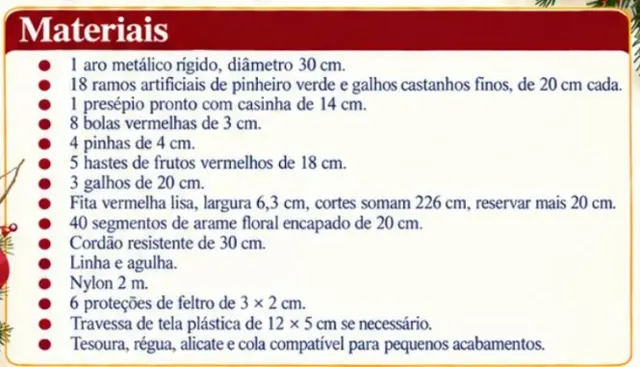 Materiais
1 aro metálico rígido, diâmetro 30 cm.
18 ramos artificiais de pinheiro verde e galhos castanhos finos, de 20 cm cada.
1 presépio pronto com casinha de 14 cm.
8 bolas vermelhas de 3 cm.
4 pinhas de 4 cm.
5 hastes de frutos vermelhos de 18 cm.
3 galhos de 20 cm.
Fita vermelha lisa, largura 6,3 cm, cortes somam 226 cm, reservar mais 20 cm.
40 segmentos de arame floral encapado de 20 cm.
Cordão resistente de 30 cm.
Linha e agulha.
Nylon 2 m.
6 proteções de feltro de 3 × 2 cm.
Travessa de tela plástica de 12 × 5 cm se necessário.
Tesoura, régua, alicate e cola compatível para pequenos acabamentos.